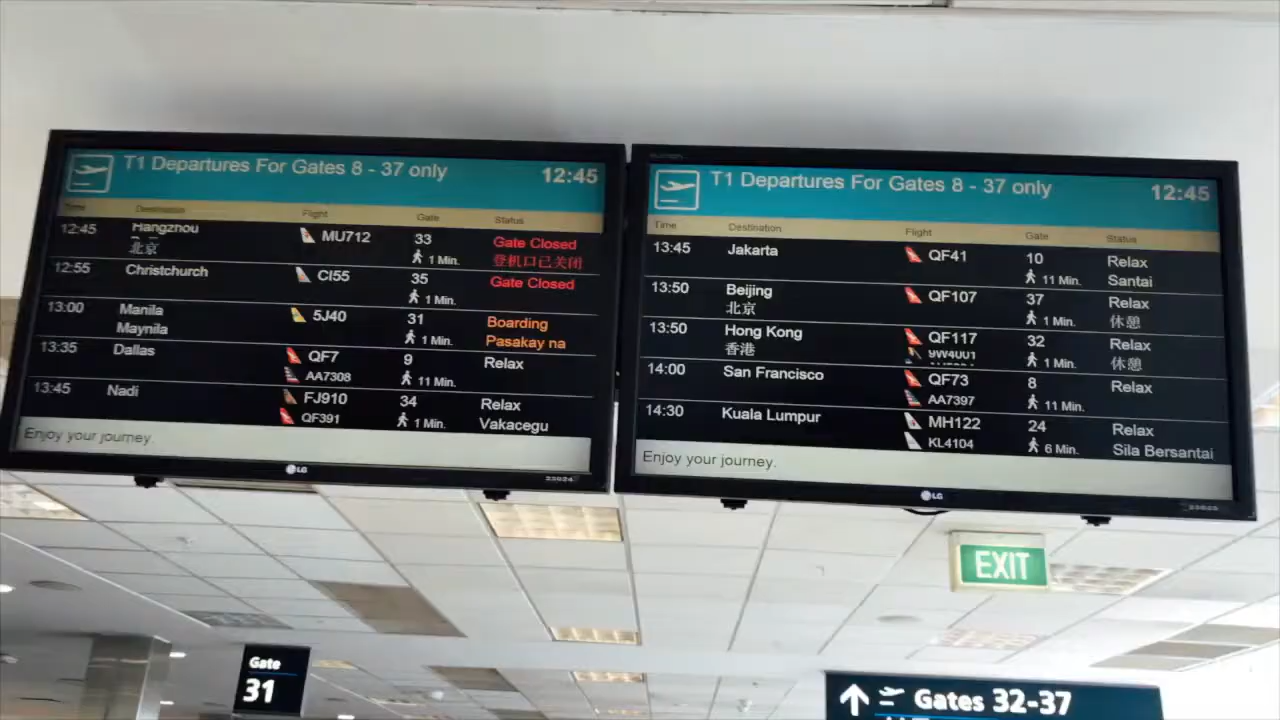 T1 Departures For Gates 8 - 37 only 12:45
Time Destination Flight Gate Status
12:45 Hangzhou MU712 33 Gate Closed
北京 1 Min. 登机口已关闭
12:55 Christchurch CI55 35 Gate Closed
1 Min.
13:00 Manila 5J40 31 Boarding
Maynila 1 Min. Pasakay na
13:35 Dallas QF7 9 Relax
AA7308 11 Min.
13:45 Nadi FJ910 34 Relax
QF391 1 Min. Vakacegu
Enjoy your journey.
LG
T1 Departures For Gates 8 - 37 only 12:45
Time Destination Flight Gate Status
13:45 Jakarta QF41 10 Relax
11 Min. Santai
13:50 Beijing QF107 37 Relax
北京 1 Min. 休憩
13:50 Hong Kong QF117 32 Relax
香港 9W4001 1 Min. 休憩
14:00 San Francisco QF73 8 Relax
AA7397 11 Min.
14:30 Kuala Lumpur MH122 24 Relax
KL4104 6 Min. Sila Bersantai
Enjoy your journey.
LG
EXIT
Gate
31
Gates 32-37